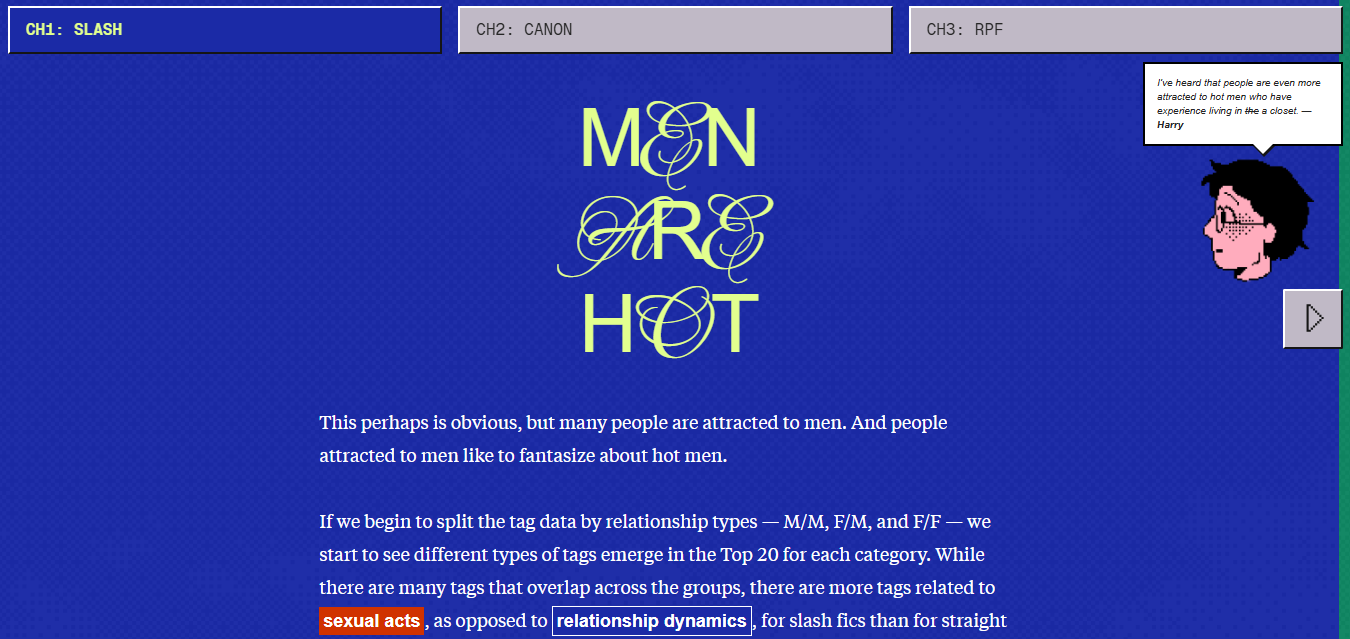 CH1: SLASH
CH2: CANON
CH3: RPF
I've heard that people are even more
attracted to hot men who have
experience living in the a closet. —
Harry
MEN
ARE
HOT
This perhaps is obvious, but many people are attracted to men. And people
attracted to men like to fantasize about hot men.
If we begin to split the tag data by relationship types — M/M, F/M, and F/F — we
start to see different types of tags emerge in the Top 20 for each category. While
there are many tags that overlap across the groups, there are more tags related to
sexual acts, as opposed to relationship dynamics, for slash fics than for straight